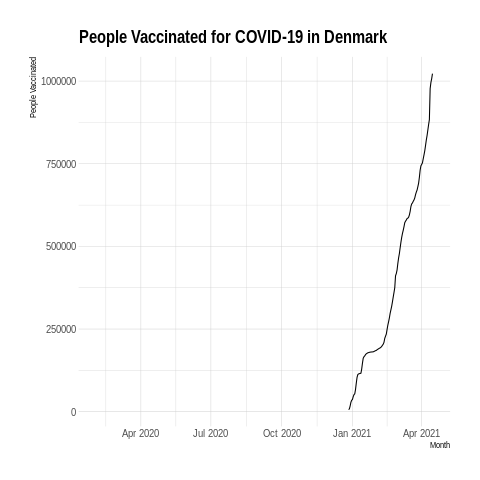 People Vaccinated for COVID-19 in Denmark
People Vaccinated
1000000
750000
500000
250000
0
Apr 2020 Jul 2020 Oct 2020 Jan 2021 Apr 2021
Month